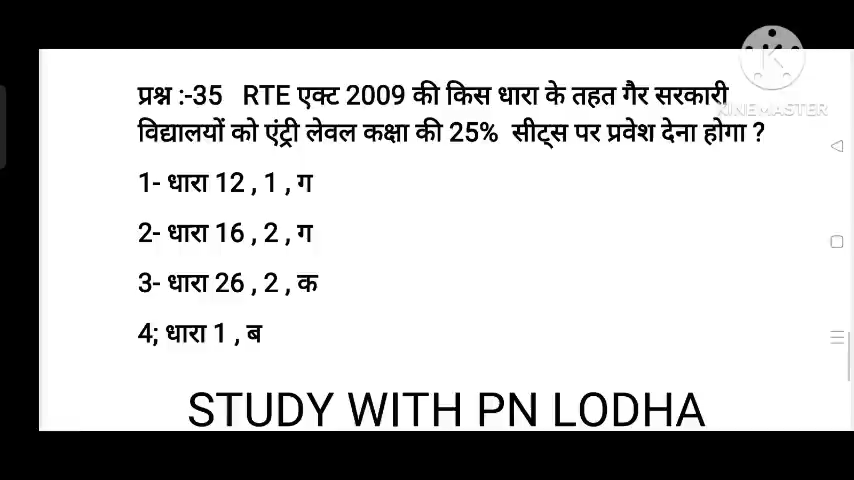 प्रश्न :-35 RTE एक्ट 2009 की किस धारा के तहत गैर सरकारी
विद्यालयों को एंट्री लेवल कक्षा की 25% सीट्स पर प्रवेश देना होगा ?
1- धारा 12 , 1 , ग
2- धारा 16 , 2 , ग
3- धारा 26 , 2 , क
4; धारा 1 , ब
STUDY WITH PN LODHA
KINEMASTER